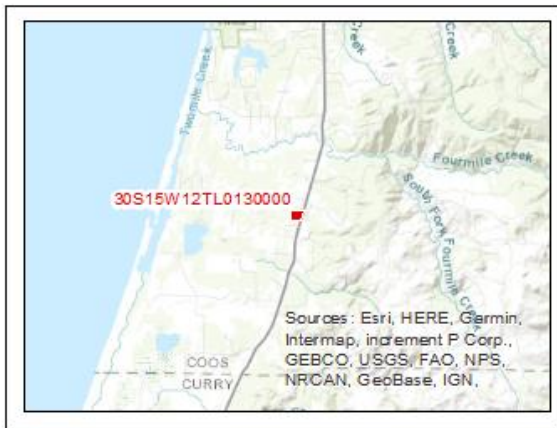 Creek
Creek
Twomile Creek
Fourmile Creek
30S15W12TL0130000
South Fork Fourmile Creek
Sources: Esri, HERE, Garmin,
Intermap, increment P Corp.,
GEBCO, USGS, FAO, NPS,
NRCAN, GeoBase, IGN,
COOS
CURRY